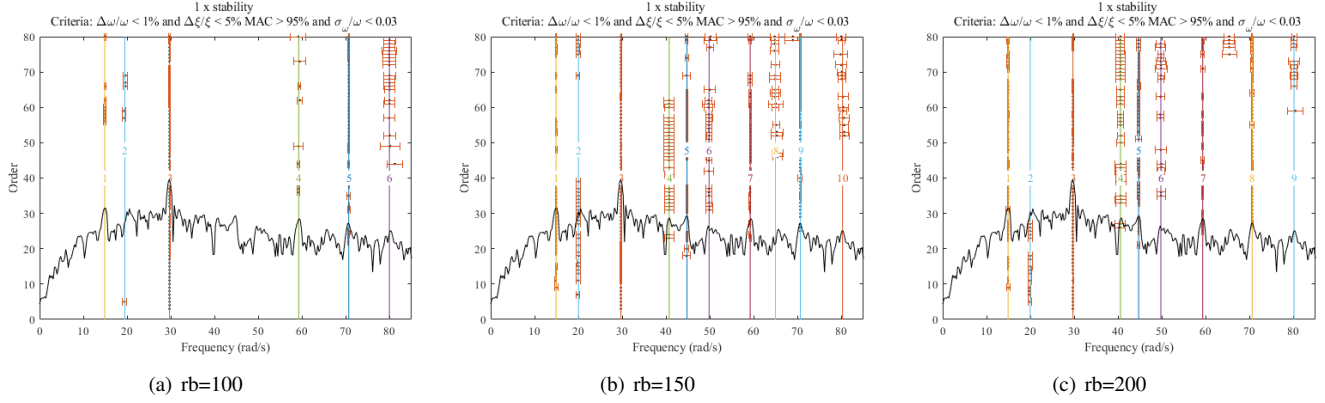 1 x stability
Criteria: Δω/ω < 1% and Δξ/ξ < 5% MAC > 95% and σ_ω/ω < 0.03
80
70
60
50
40
30
20
10
0
Order
1
2
3
4
5
6
0 10 20 30 40 50 60 70 80
Frequency (rad/s)
(a) rb=100
1 x stability
Criteria: Δω/ω < 1% and Δξ/ξ < 5% MAC > 95% and σ_ω/ω < 0.03
80
70
60
50
40
30
20
10
0
Order
1
2
3
4
5
6
7
8
9
10
0 10 20 30 40 50 60 70 80
Frequency (rad/s)
(b) rb=150
1 x stability
Criteria: Δω/ω < 1% and Δξ/ξ < 5% MAC > 95% and σ_ω/ω < 0.03
80
70
60
50
40
30
20
10
0
Order
1
2
3
4
5
6
7
8
9
0 10 20 30 40 50 60 70 80
Frequency (rad/s)
(c) rb=200